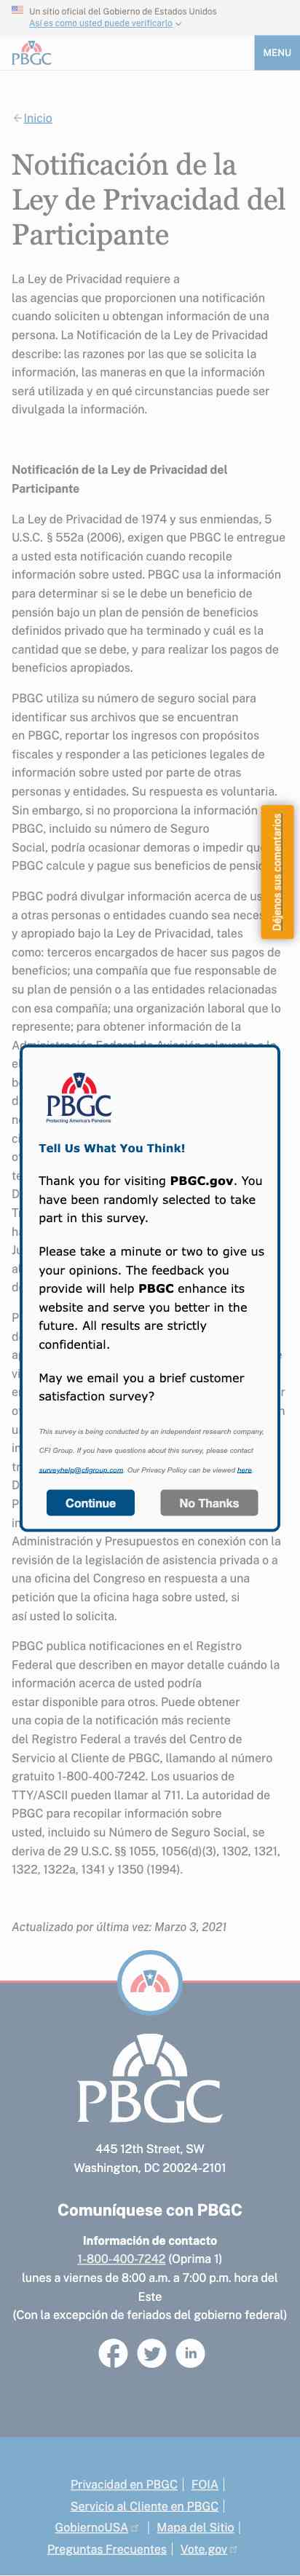 Un sitio oficial del Gobierno de Estados Unidos
Así es como usted puede verificarlo
PBGC
MENU
Inicio
Notificación de la
Ley de Privacidad del
Participante
La Ley de Privacidad requiere a
las agencias que proporcionen una notificación
cuando soliciten u obtengan información de una
persona. La Notificación de la Ley de Privacidad
describe: las razones por las que se solicita la
información, las maneras en que la información
será utilizada y en qué circunstancias puede ser
divulgada la información.
Notificación de la Ley de Privacidad del
Participante
La Ley de Privacidad de 1974 y sus enmiendas, 5
U.S.C. § 552a (2006), exigen que PBGC le entregue
a usted esta notificación cuando recopile
información sobre usted. PBGC usa la información
para determinar si se le debe un beneficio de
pensión bajo un plan de pensión de beneficios
definidos privado que ha terminado y cuál es la
cantidad que se debe, y para realizar los pagos de
beneficios apropiados.
PBGC utiliza su número de seguro social para
identificar sus archivos que se encuentran
en PBGC, reportar los ingresos con propósitos
fiscales y responder a las peticiones legales de
información sobre usted por parte de otras
personas y entidades. Su respuesta es voluntaria.
Sin embargo, si no proporciona la información
PBGC, incluido su número de Seguro
Social, podría ocasionar demoras o impedir
PBGC calcule y pague sus beneficios de
Déjenos sus comentarios
PBGC podrá divulgar información acerca de
a otras personas o entidades cuando sea
y apropiado bajo la Ley de Privacidad, tales
como: terceros encargados de hacer sus pagos de
beneficios; una compañía que fue responsable de
su plan de pensión o a las entidades relacionadas
con esa compañía; una organización laboral que lo
represente; para obtener información de la
PBGC
Protecting America's Pensions
Tell Us What You Think!
Thank you for visiting PBGC.gov. You
have been randomly selected to take
part in this survey.
Please take a minute or two to give us
your opinions. The feedback you
provide will help PBGC enhance its
website and serve you better in the
future. All results are strictly
confidential.
May we email you a brief customer
satisfaction survey?
This survey is being conducted by an independent research company,
CFI Group. If you have questions about this survey, please contact
surveyhelp@cfigroup.com. Our Privacy Policy can be viewed here.
Continue
No Thanks
Administración y Presupuestos en conexión con la
revisión de la legislación de asistencia privada o a
una oficina del Congreso en respuesta a una
petición que la oficina haga sobre usted, si
así usted lo solicita.
PBGC publica notificaciones en el Registro
Federal que describen en mayor detalle cuándo la
información acerca de usted podría
estar disponible para otros. Puede obtener
una copia de la notificación más reciente
del Registro Federal a través del Centro de
Servicio al Cliente de PBGC, llamando al número
gratuito 1-800-400-7242. Los usuarios de
TTY/ASCII pueden llamar al 711. La autoridad de
PBGC para recopilar información sobre
usted, incluido su Número de Seguro Social, se
deriva de 29 U.S.C. §§ 1055, 1056(d)(3), 1302, 1321,
1322, 1322a, 1341 y 1350 (1994).
Actualizado por última vez: Marzo 3, 2021
PBGC
445 12th Street, SW
Washington, DC 20024-2101
Comuníquese con PBGC
Información de contacto
1-800-400-7242 (Oprima 1)
lunes a viernes de 8:00 a.m. a 7:00 p.m. hora del
Este
(Con la excepción de feriados del gobierno federal)
Privacidad en PBGC | FOIA |
Servicio al Cliente en PBGC |
GobiernoUSA | Mapa del Sitio |
Preguntas Frecuentes | Vote.gov